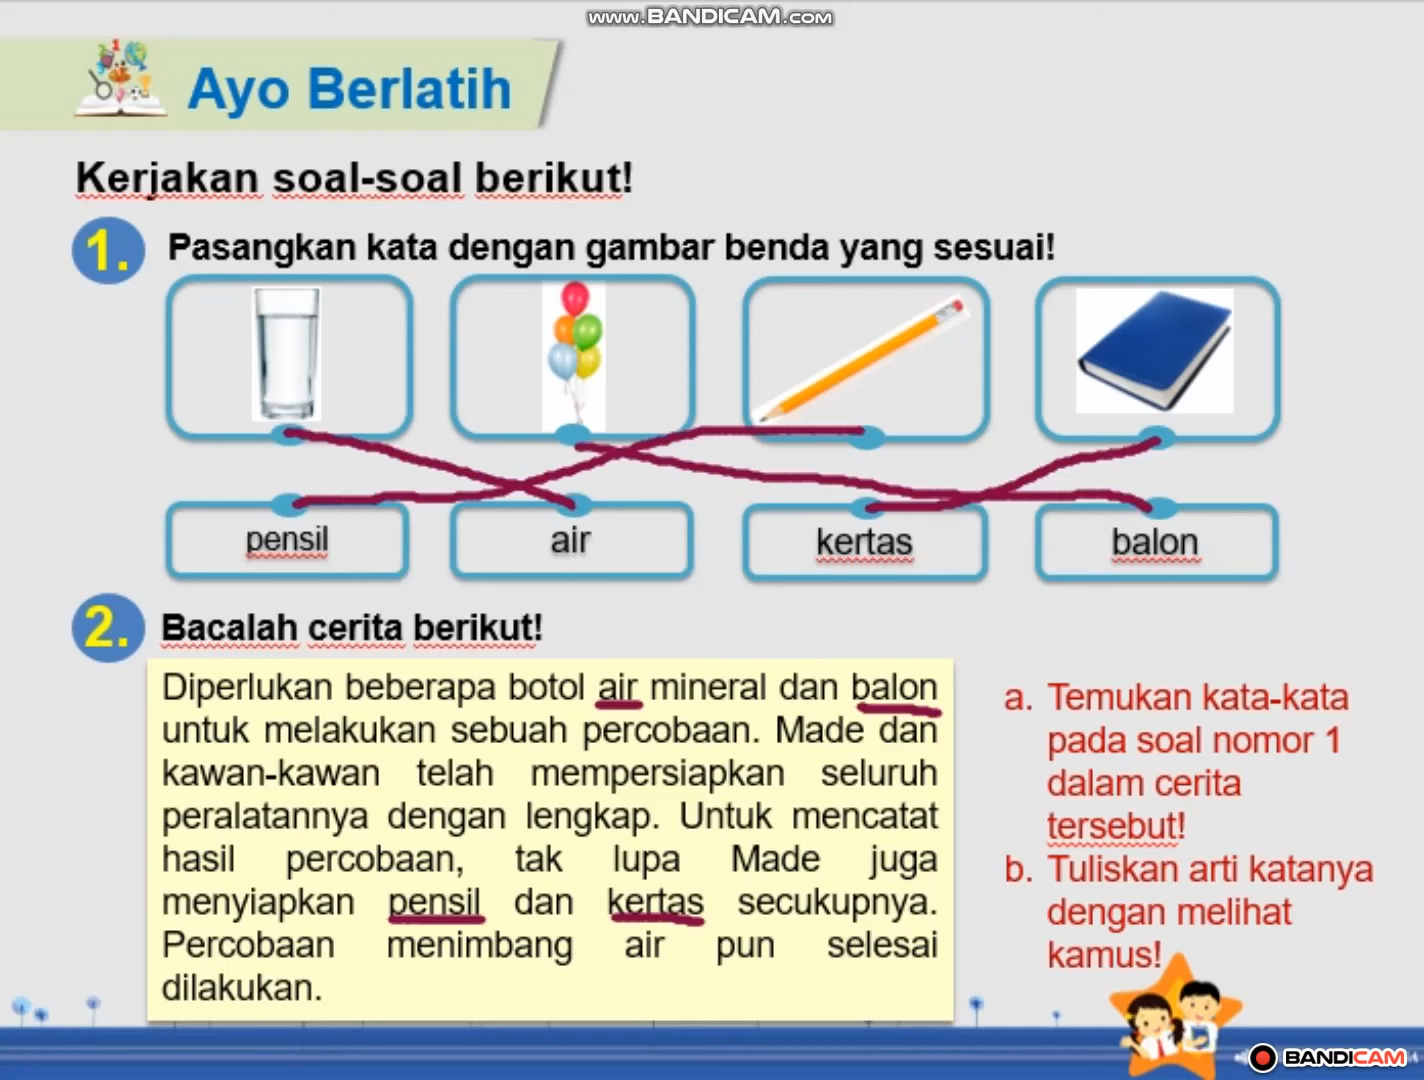 www.BANDICAM.com
Ayo Berlatih
Kerjakan soal-soal berikut!
1. Pasangkan kata dengan gambar benda yang sesuai!
pensil air kertas balon
2. Bacalah cerita berikut!
Diperlukan beberapa botol air mineral dan balon
untuk melakukan sebuah percobaan. Made dan
kawan-kawan telah mempersiapkan seluruh
peralatannya dengan lengkap. Untuk mencatat
hasil percobaan, tak lupa Made juga
menyiapkan pensil dan kertas secukupnya.
Percobaan menimbang air pun selesai
dilakukan.
a. Temukan kata-kata
pada soal nomor 1
dalam cerita
tersebut!
b. Tuliskan arti katanya
dengan melihat
kamus!
BANDICAM